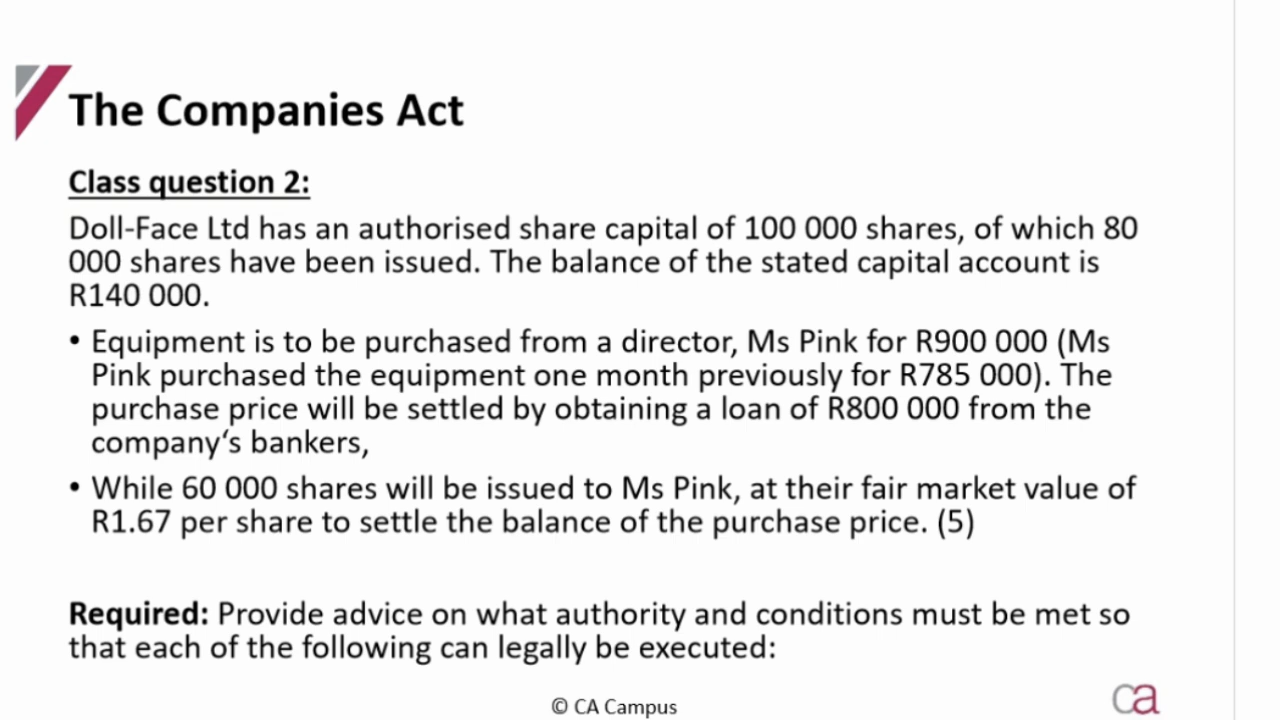 The Companies Act
Class question 2:
Doll-Face Ltd has an authorised share capital of 100 000 shares, of which 80
000 shares have been issued. The balance of the stated capital account is
R140 000.
• Equipment is to be purchased from a director, Ms Pink for R900 000 (Ms
Pink purchased the equipment one month previously for R785 000). The
purchase price will be settled by obtaining a loan of R800 000 from the
company‘s bankers,
• While 60 000 shares will be issued to Ms Pink, at their fair market value of
R1.67 per share to settle the balance of the purchase price. (5)
Required: Provide advice on what authority and conditions must be met so
that each of the following can legally be executed:
© CA Campus
ca